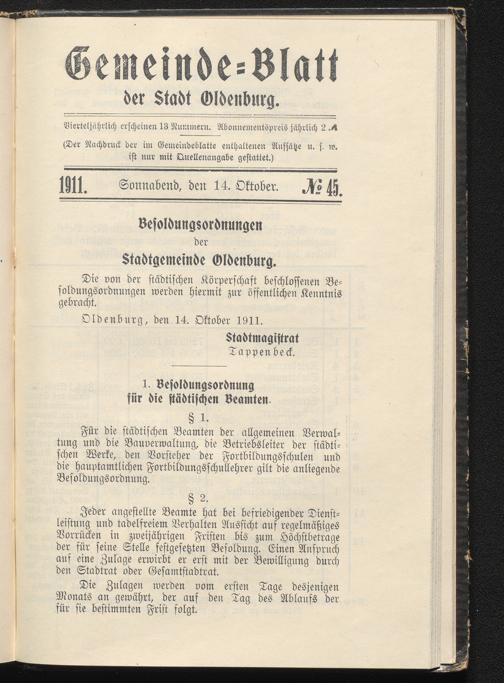 Gemeinde=Blatt
der Stadt Oldenburg.
Vierteljährlich erscheinen 13 Nummern. Abonnementspreis jährlich 2 ℳ
(Der Nachdruck der im Gemeindeblatte enthaltenen Aufsätze u. s. w.
ist nur mit Quellenangabe gestattet.)
1911. Sonnabend, den 14. Oktober. № 45.
Besoldungsordnungen
der
Stadtgemeinde Oldenburg.
Die von der städtischen Körperschaft beschlossenen Be-
soldungsordnungen werden hiermit zur öffentlichen Kenntnis
gebracht.
Oldenburg, den 14. Oktober 1911.
Stadtmagistrat
Tappenbeck.
1. Besoldungsordnung
für die städtischen Beamten.
§ 1.
Für die städtischen Beamten der allgemeinen Verwal-
tung und die Bauverwaltung, die Betriebsleiter der städti-
schen Werke, den Vorsteher der Fortbildungsschulen und
die hauptamtlichen Fortbildungsschullehrer gilt die anliegende
Besoldungsordnung.
§ 2.
Jeder angestellte Beamte hat bei befriedigender Dienst-
leistung und tadelfreiem Verhalten Aussicht auf regelmäßiges
Vorrücken in zweijährigen Fristen bis zum Höchstbetrage
der für seine Stelle festgesetzten Besoldung. Einen Anspruch
auf eine Zulage erwirbt er erst mit der Bewilligung durch
den Stadtrat oder Gesamtstadtrat.
Die Zulagen werden vom ersten Tage desjenigen
Monats an gewährt, der auf den Tag des Ablaufs der
für sie bestimmten Frist folgt.